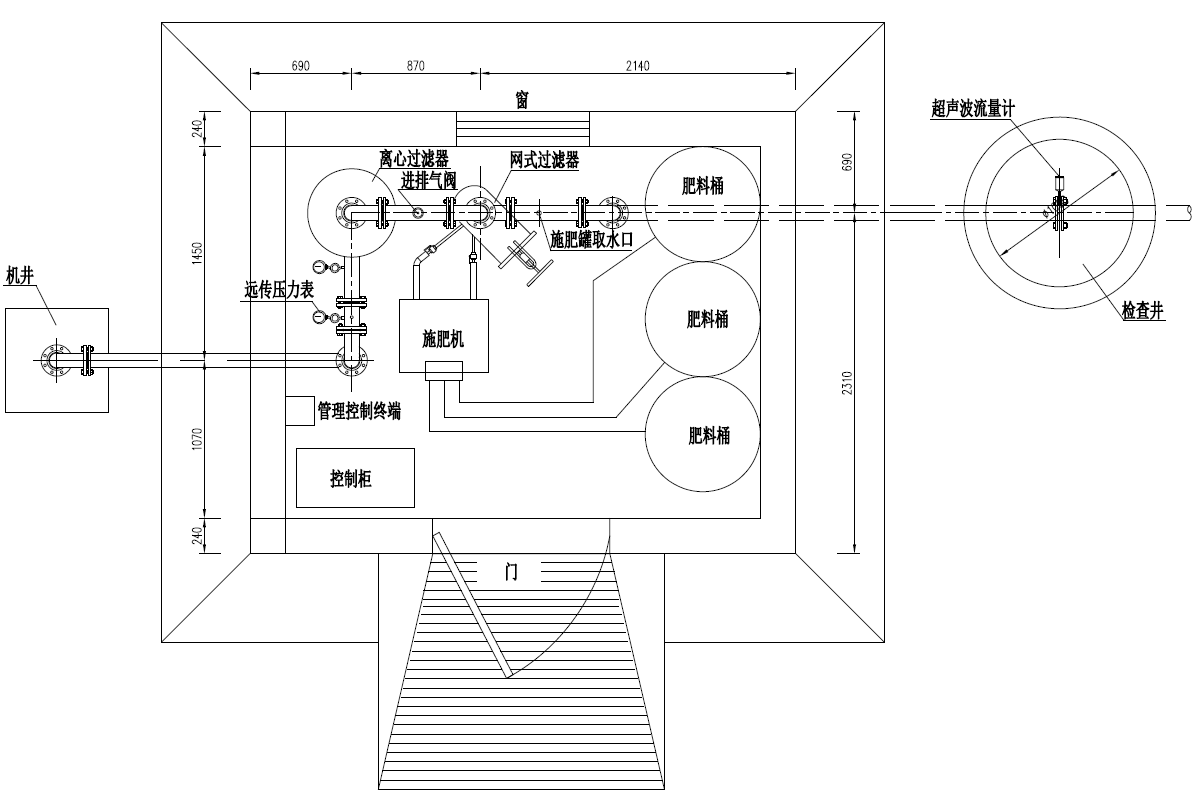 690
870
2140
窗
超声波流量计
240
离心过滤器
网式过滤器
进排气阀
肥料桶
690
施肥罐取水口
1450
机井
远传压力表
施肥机
肥料桶
检查井
2310
管理控制终端
1070
肥料桶
控制柜
240
门